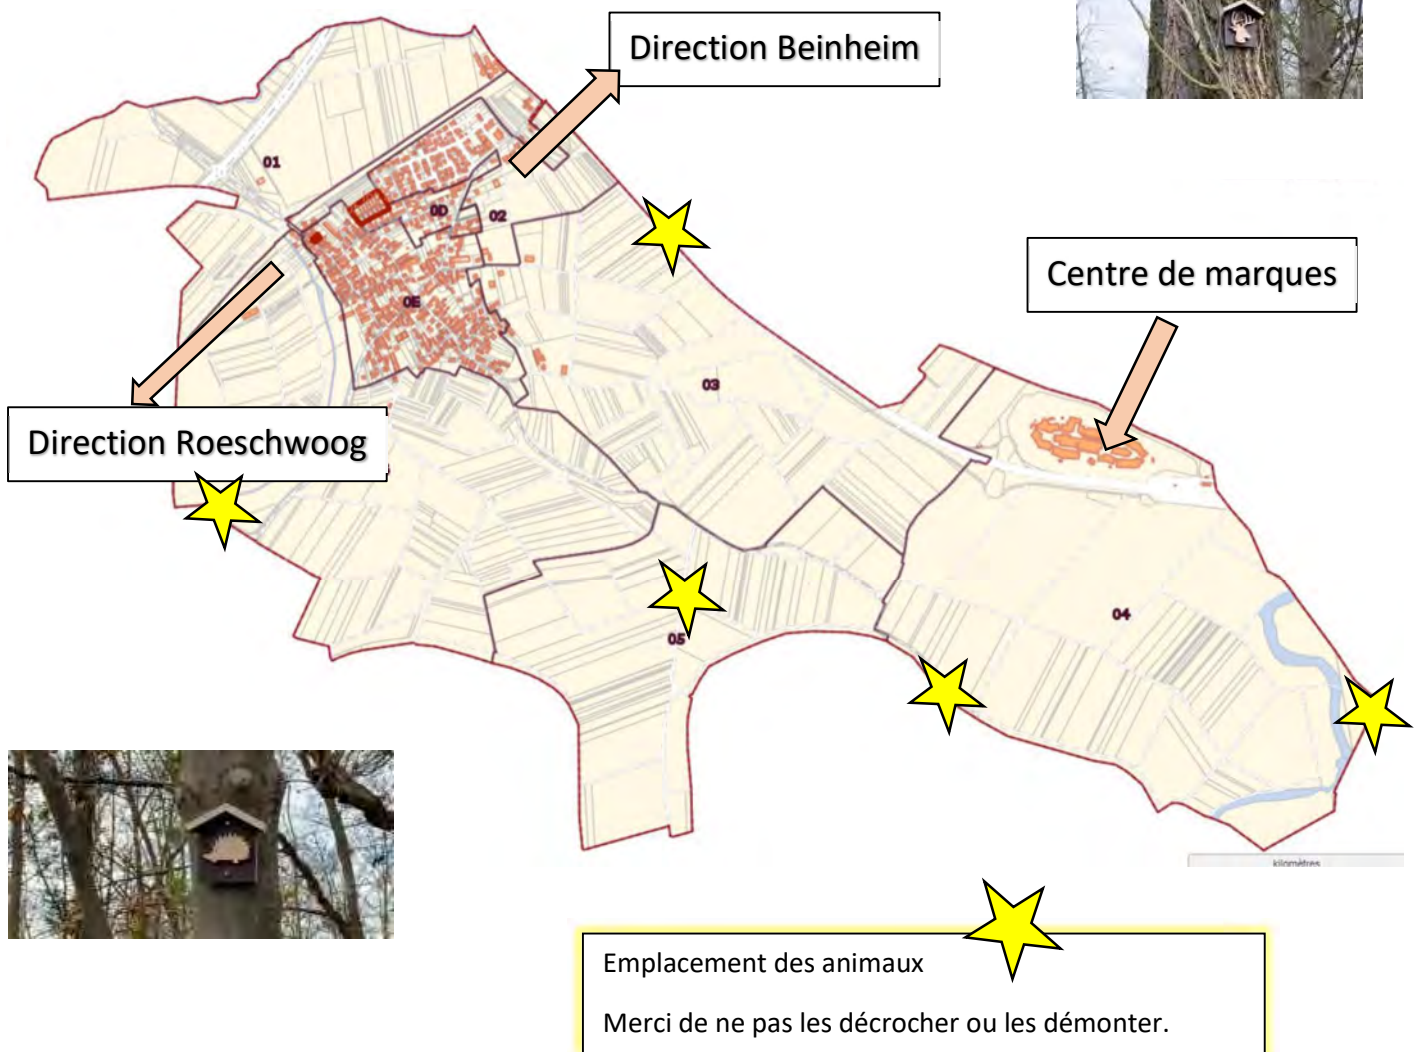 Direction Beinheim
01
0D
02
Centre de marques
0E
03
Direction Roeschwoog
04
05
kilomètres
Emplacement des animaux
Merci de ne pas les décrocher ou les démonter.